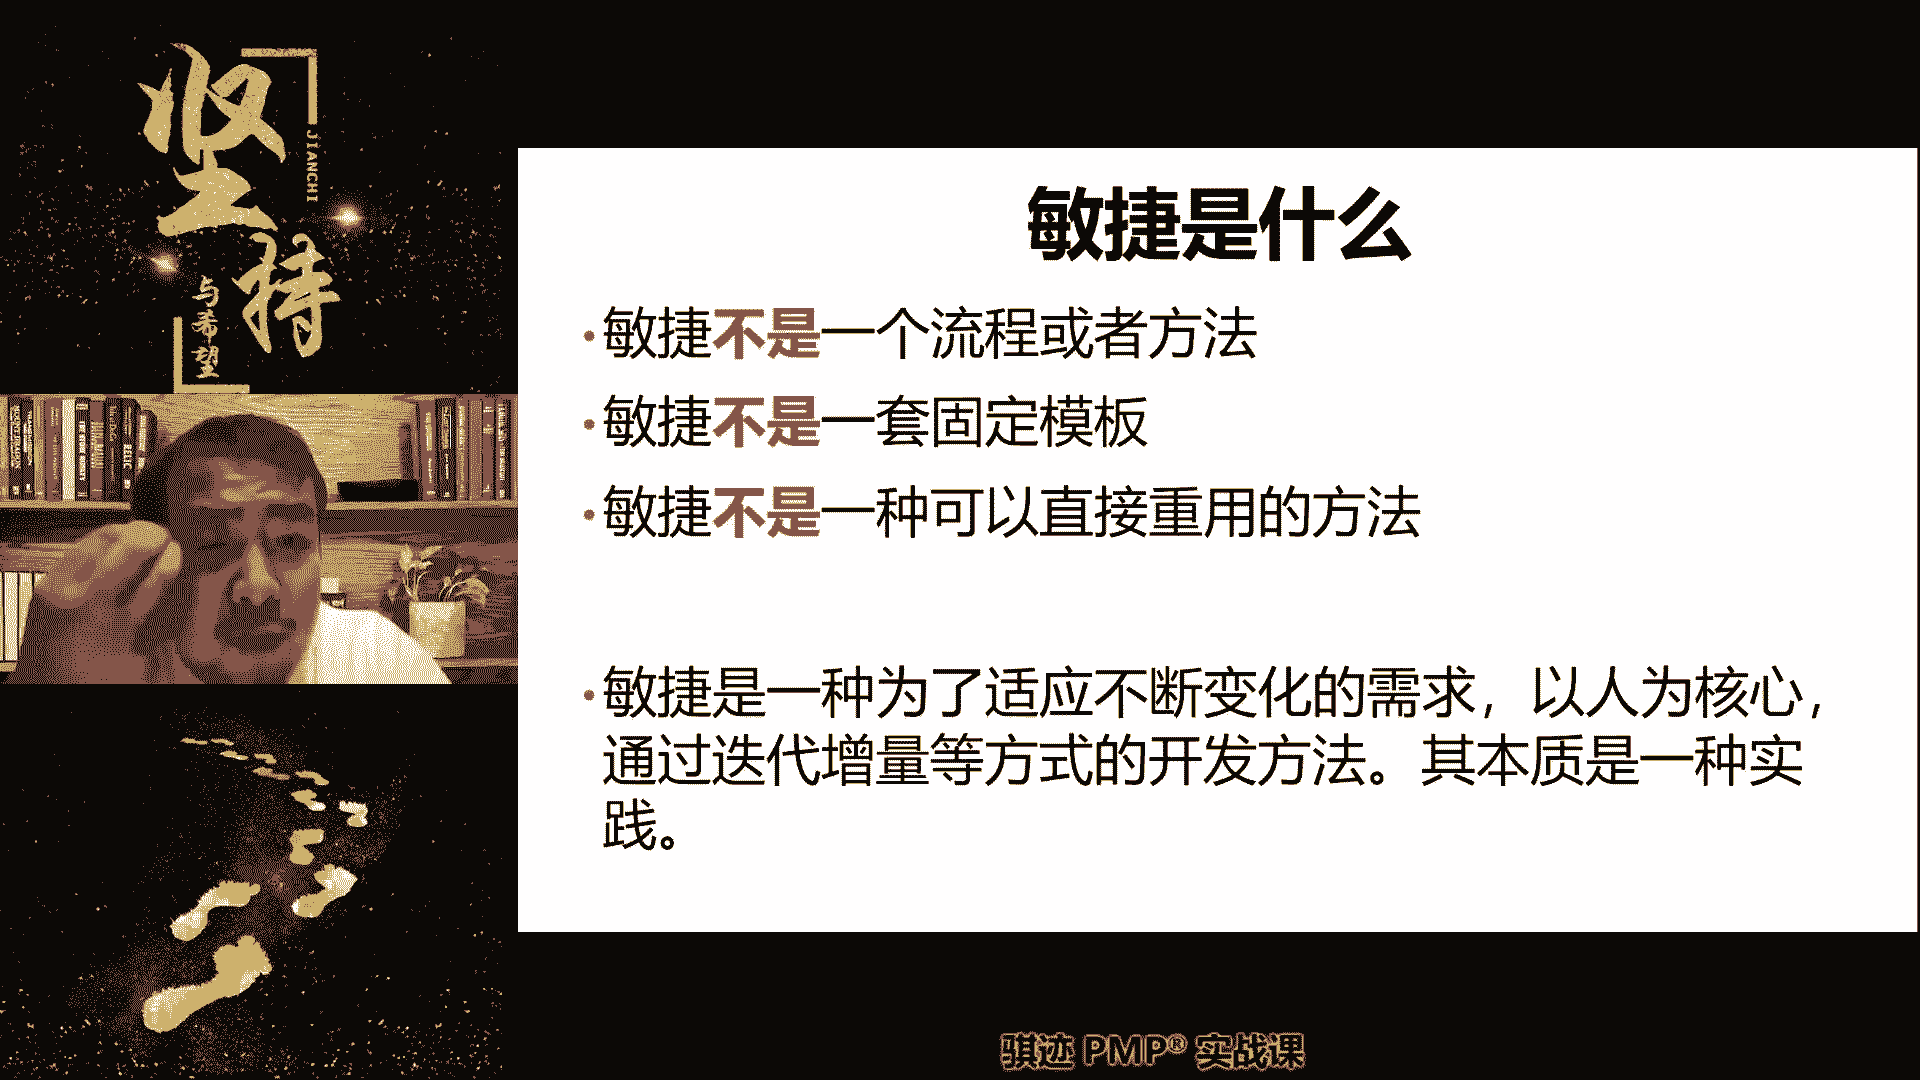 坚持
JIANCHI
与希望
敏捷是什么
•敏捷不是一个流程或者方法
•敏捷不是一套固定模板
•敏捷不是一种可以直接重用的方法
•敏捷是一种为了适应不断变化的需求，以人为核心，
通过迭代增量等方式的开发方法。其本质是一种实
践。
骐迹 PMP® 实战课